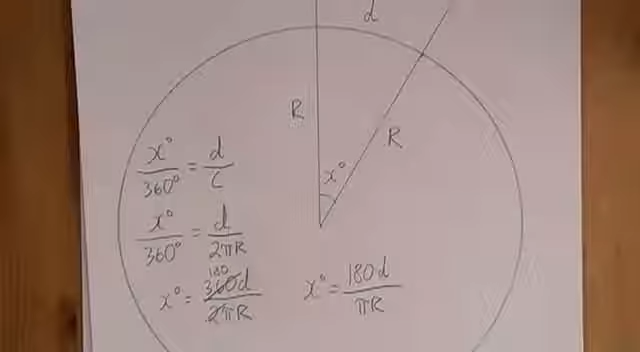 d
R
R
x°
x°/360° = d/C
x°/360° = d/2πR
x° = 180 360d/2πR
x° = 180d/πR